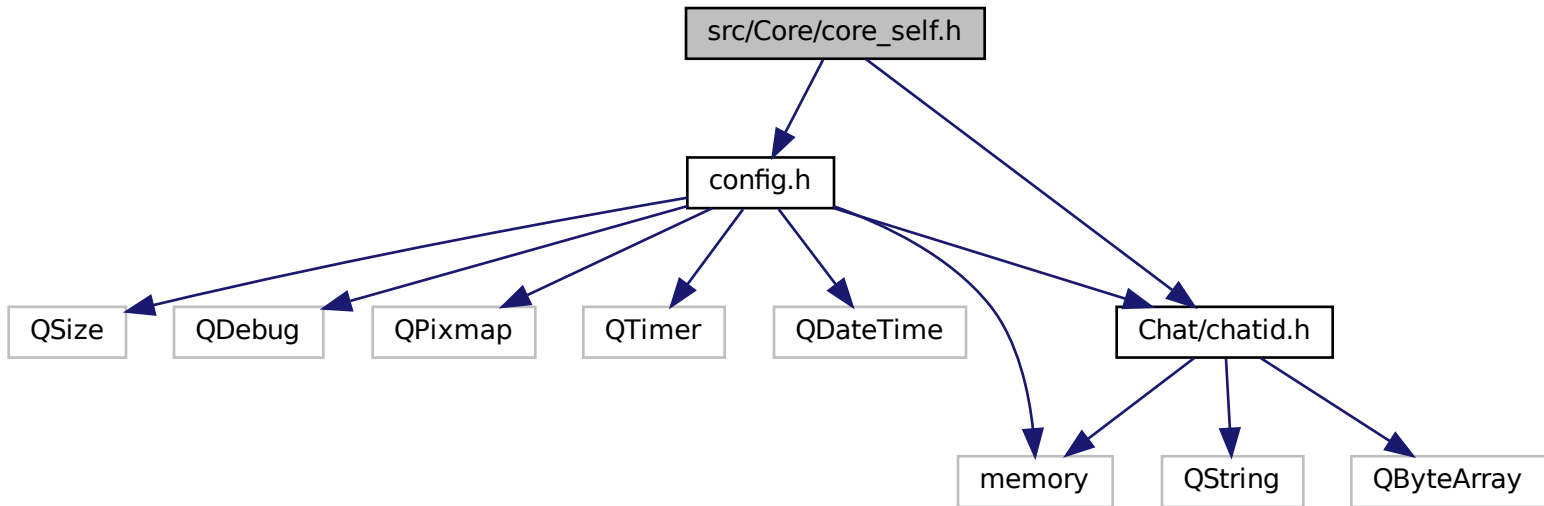 src/Core/core_self.h
config.h
QSize
QDebug
QPixmap
QTimer
QDateTime
Chat/chatid.h
memory
QString
QByteArray